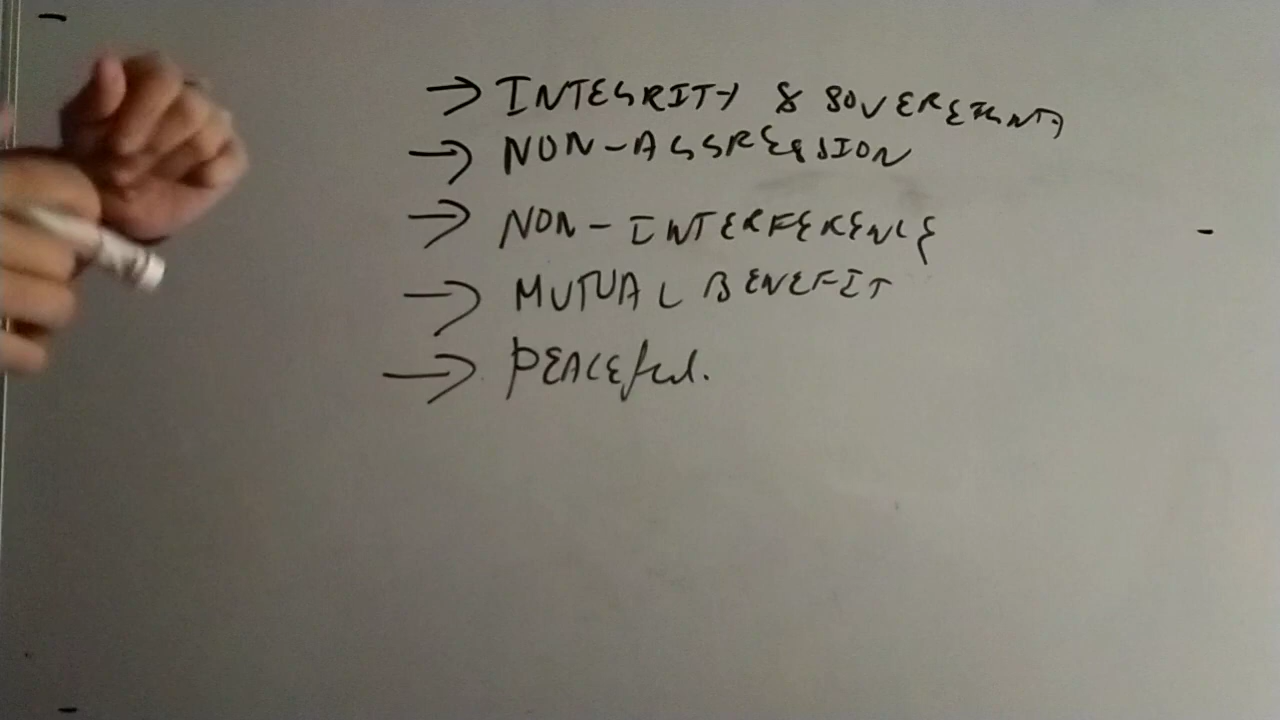 → INTEGRITY & SOVEREIGNTY
→ NON-AGGRESSION
→ NON-INTERFERENCE
→ MUTUAL BENEFIT
→ PEACEful.